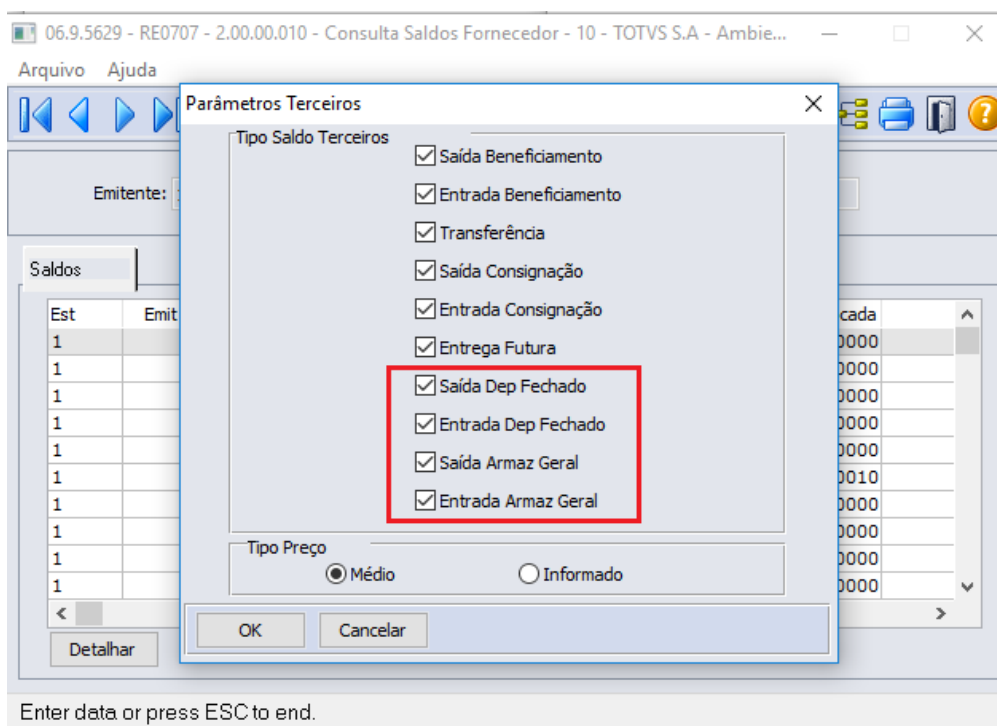 06.9.5629 - RE0707 - 2.00.00.010 - Consulta Saldos Fornecedor - 10 - TOTVS S.A - Ambie...
Arquivo Ajuda
Parâmetros Terceiros
Tipo Saldo Terceiros
Saída Beneficiamento
Entrada Beneficiamento
Transferência
Saída Consignação
Entrada Consignação
Entrega Futura
Saída Dep Fechado
Entrada Dep Fechado
Saída Armaz Geral
Entrada Armaz Geral
Tipo Preço
Médio Informado
OK Cancelar
Emitente:
Saldos
Est Emit cada
1 0000
1 0000
1 0000
1 0000
1 0000
1 0010
1 0000
1 0000
1 0000
1 0000
Detalhar
Enter data or press ESC to end.